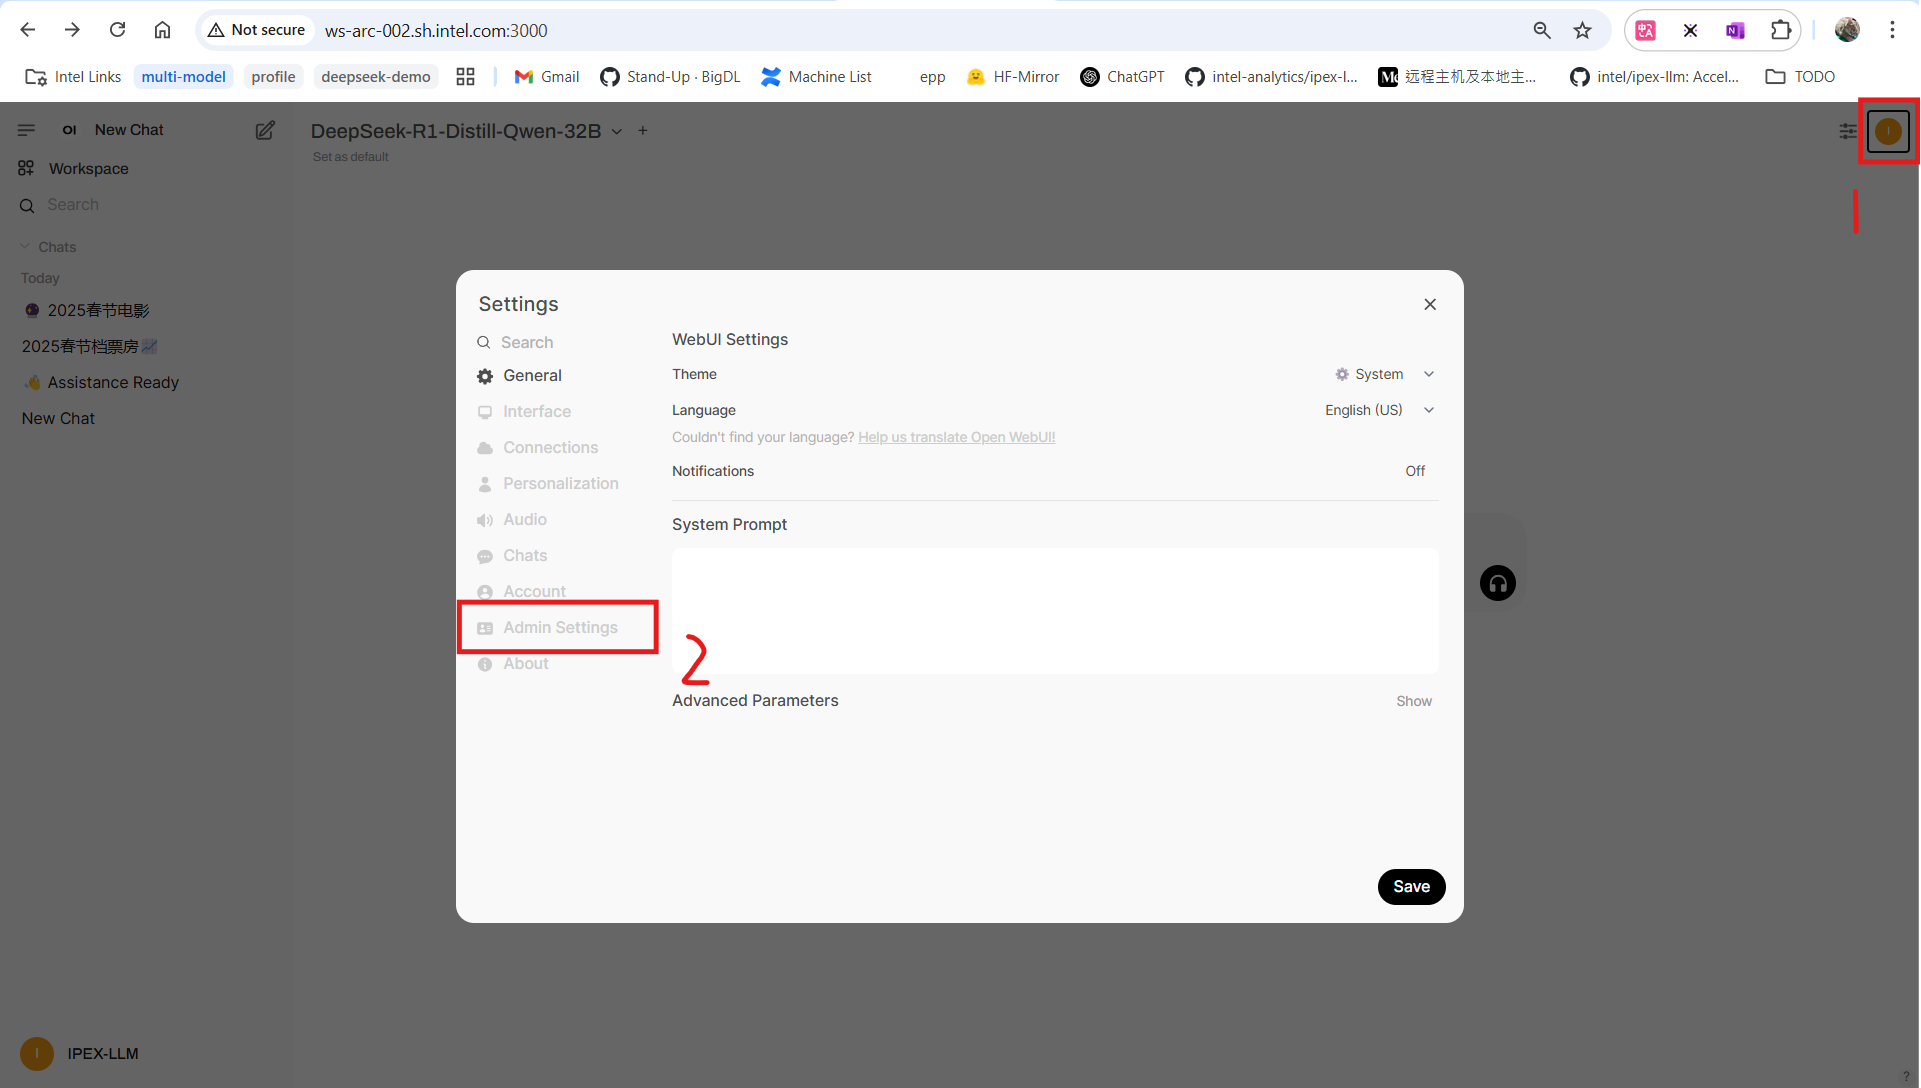 Not secure
ws-arc-002.sh.intel.com:3000
Intel Links
multi-model
profile
deepseek-demo
Gmail
Stand-Up · BigDL
Machine List
epp
HF-Mirror
ChatGPT
intel-analytics/ipex-l...
远程主机及本地主...
intel/ipex-llm: Accel...
TODO
OI
New Chat
DeepSeek-R1-Distill-Qwen-32B
Set as default
I
Workspace
Search
1
Chats
Today
2025春节电影
2025春节档票房
Assistance Ready
New Chat
Settings
Search
General
Interface
Connections
Personalization
Audio
Chats
Account
Admin Settings
About
2
WebUI Settings
Theme
System
Language
English (US)
Couldn't find your language? Help us translate Open WebUI!
Notifications
Off
System Prompt
Advanced Parameters
Show
Save
I
IPEX-LLM
?